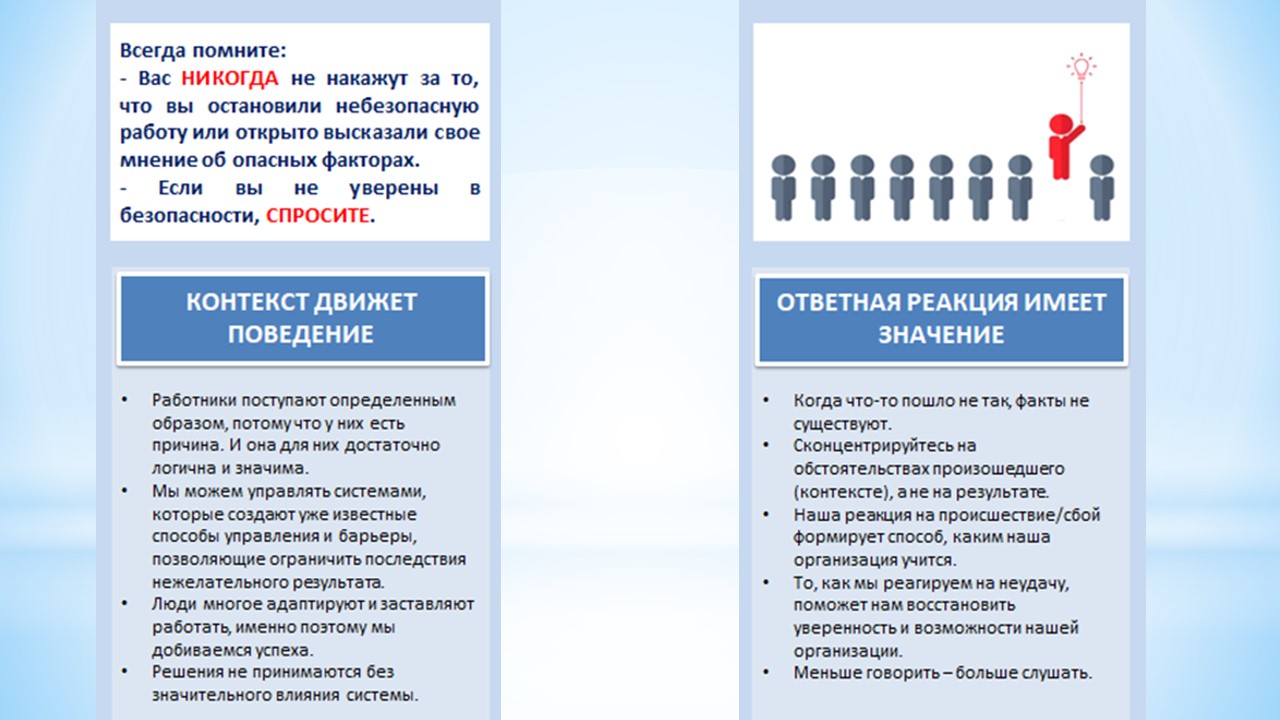 Всегда помните:
- Вас НИКОГДА не накажут за то,
что вы остановили небезопасную
работу или открыто высказали свое
мнение об опасных факторах.
- Если вы не уверены в
безопасности, СПРОСИТЕ.
КОНТЕКСТ ДВИЖЕТ
ПОВЕДЕНИЕ
• Работники поступают определенным
образом, потому что у них есть
причина. И она для них достаточно
логична и значима.
• Мы можем управлять системами,
которые создают уже известные
способы управления и барьеры,
позволяющие ограничить последствия
нежелательного результата.
• Люди многое адаптируют и заставляют
работать, именно поэтому мы
добиваемся успеха.
• Решения не принимаются без
значительного влияния системы.
ОТВЕТНАЯ РЕАКЦИЯ ИМЕЕТ
ЗНАЧЕНИЕ
• Когда что-то пошло не так, факты не
существуют.
• Сконцентрируйтесь на
обстоятельствах произошедшего
(контексте), а не на результате.
• Наша реакция на происшествие/сбой
формирует способ, каким наша
организация учится.
• То, как мы реагируем на неудачу,
поможет нам восстановить
уверенность и возможности нашей
организации.
• Меньше говорить – больше слушать.